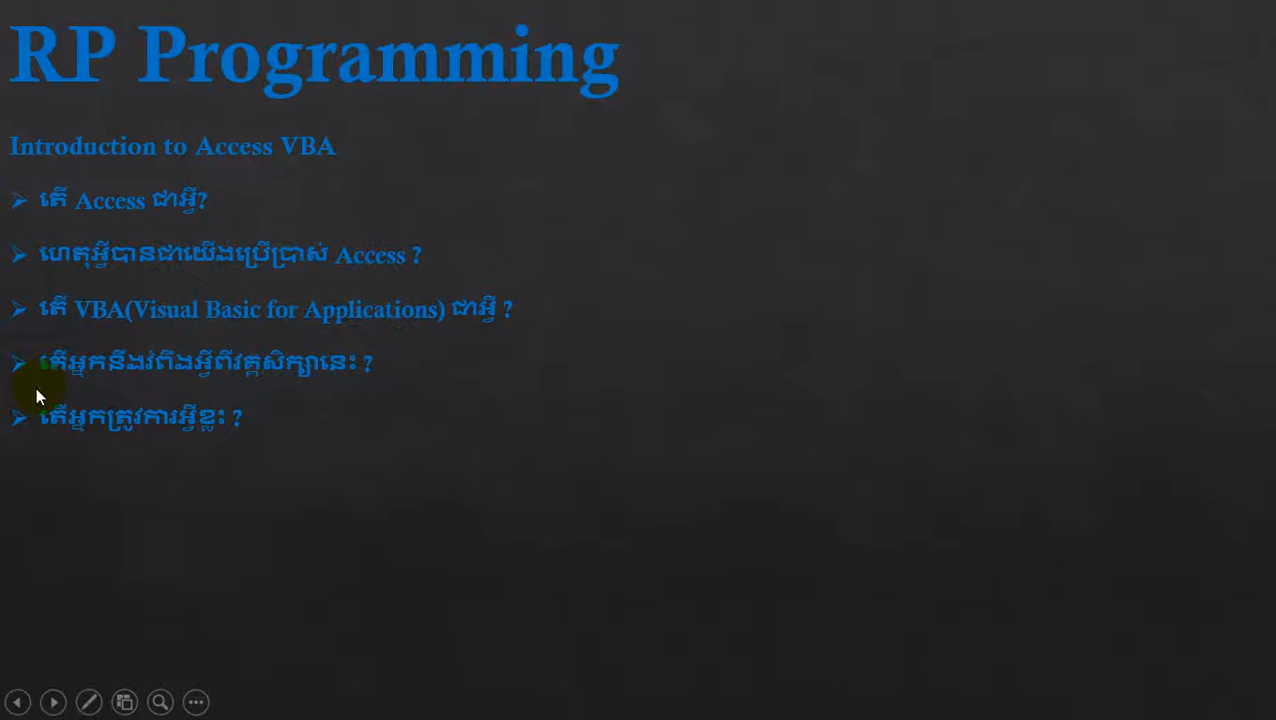 RP Programming
Introduction to Access VBA
តើ Access ជាអ្វី?
ហេតុអ្វីបានជាយើងប្រើប្រាស់ Access ?
តើ VBA(Visual Basic for Applications) ជាអ្វី ?
តើអ្នកនឹងរំពឹងអ្វីពីវគ្គសិក្សានេះ ?
តើអ្នកត្រូវការអ្វីខ្លះ ?